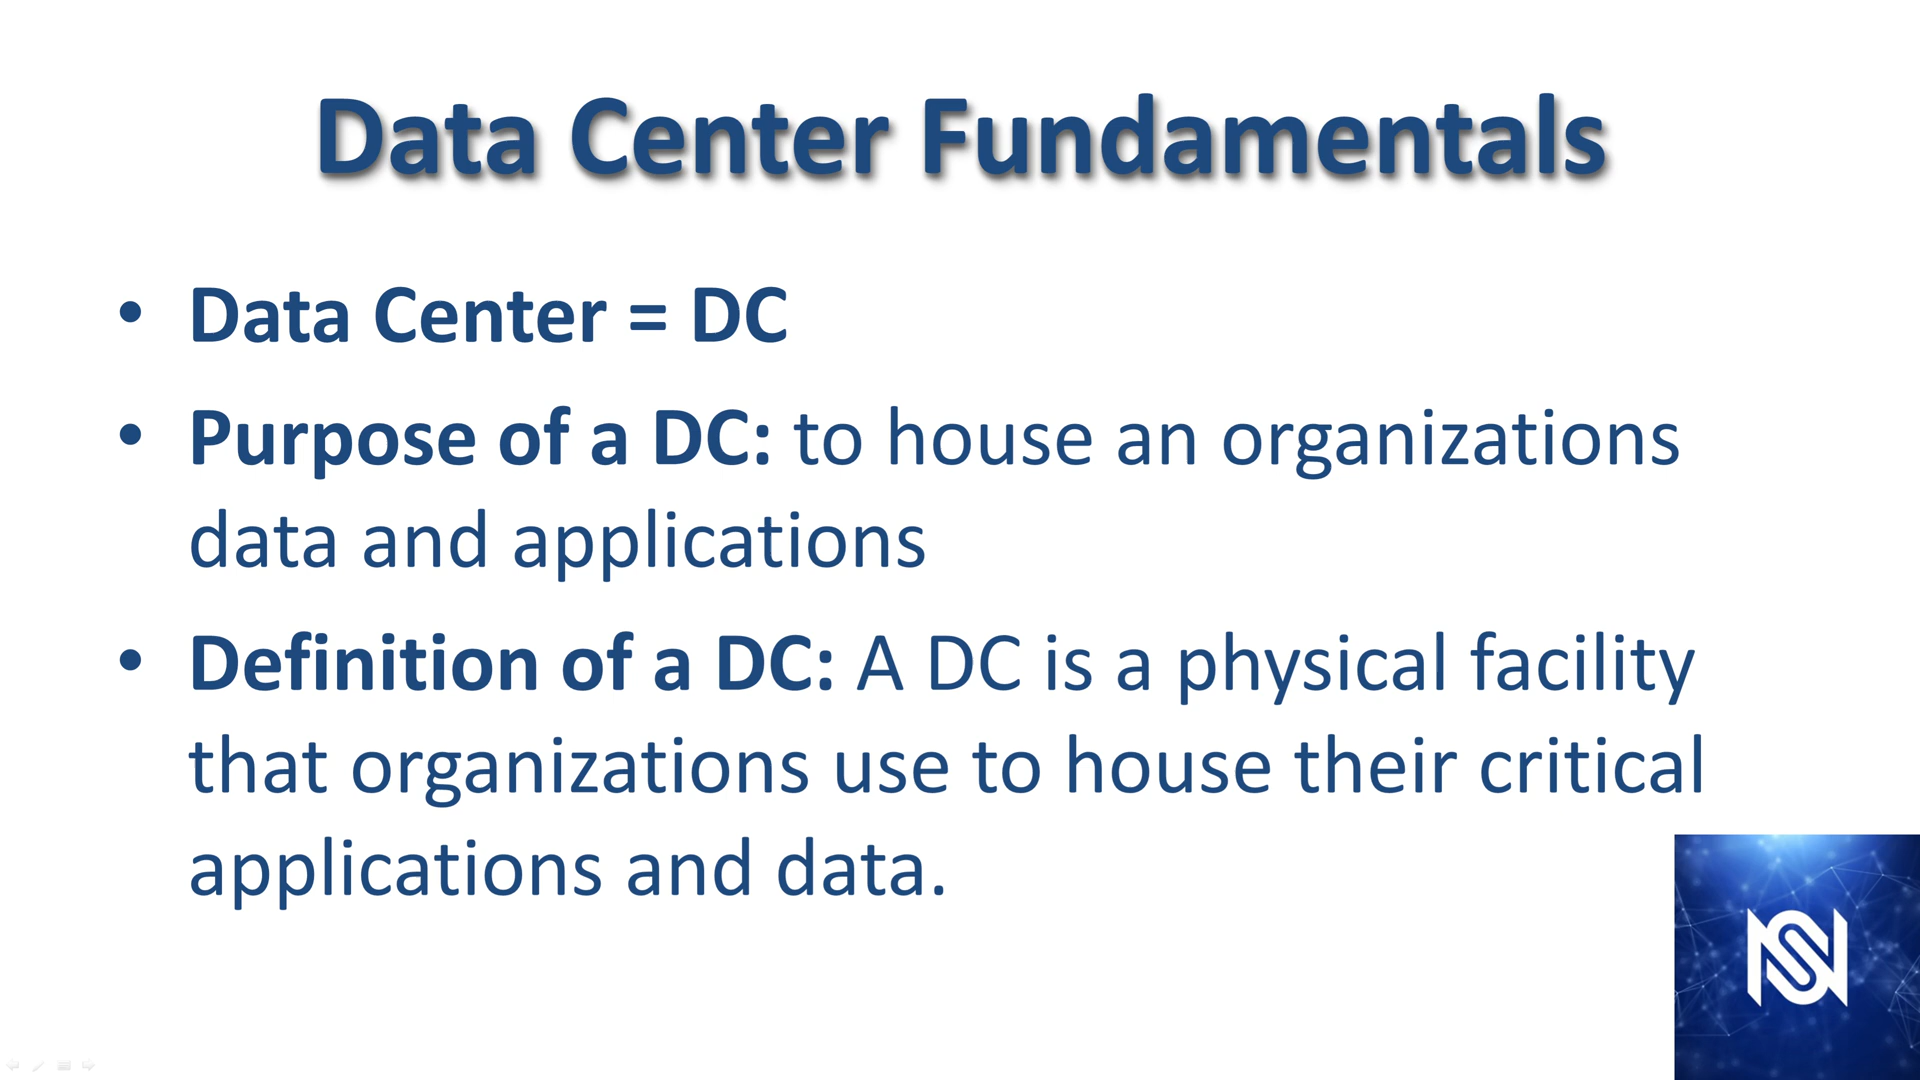 Data Center Fundamentals
• Data Center = DC
• Purpose of a DC: to house an organizations
data and applications
• Definition of a DC: A DC is a physical facility
that organizations use to house their critical
applications and data.